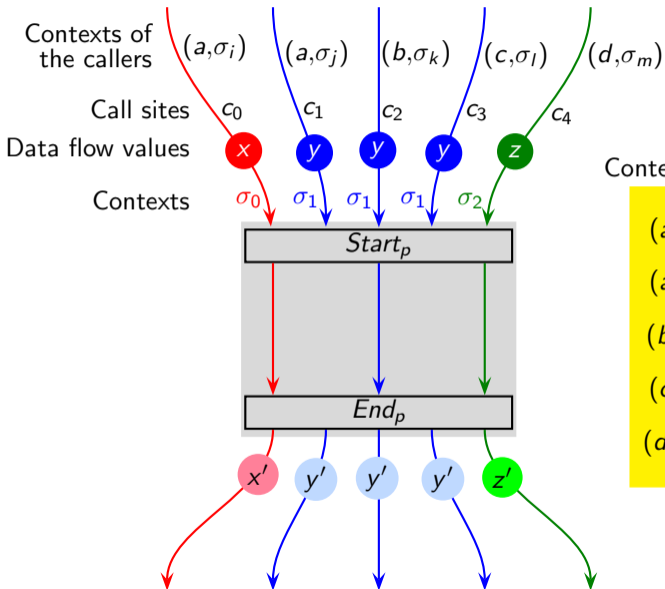 Contexts of
the callers
(a,σᵢ) (a,σⱼ) (b,σₖ) (c,σₗ) (d,σₘ)
Call sites c₀ c₁ c₂ c₃ c₄
Data flow values x y y y z
Contexts σ₀ σ₁ σ₁ σ₁ σ₂
Startₚ
Endₚ
x′ y′ y′ y′ z′
(a
(a
(b
(d